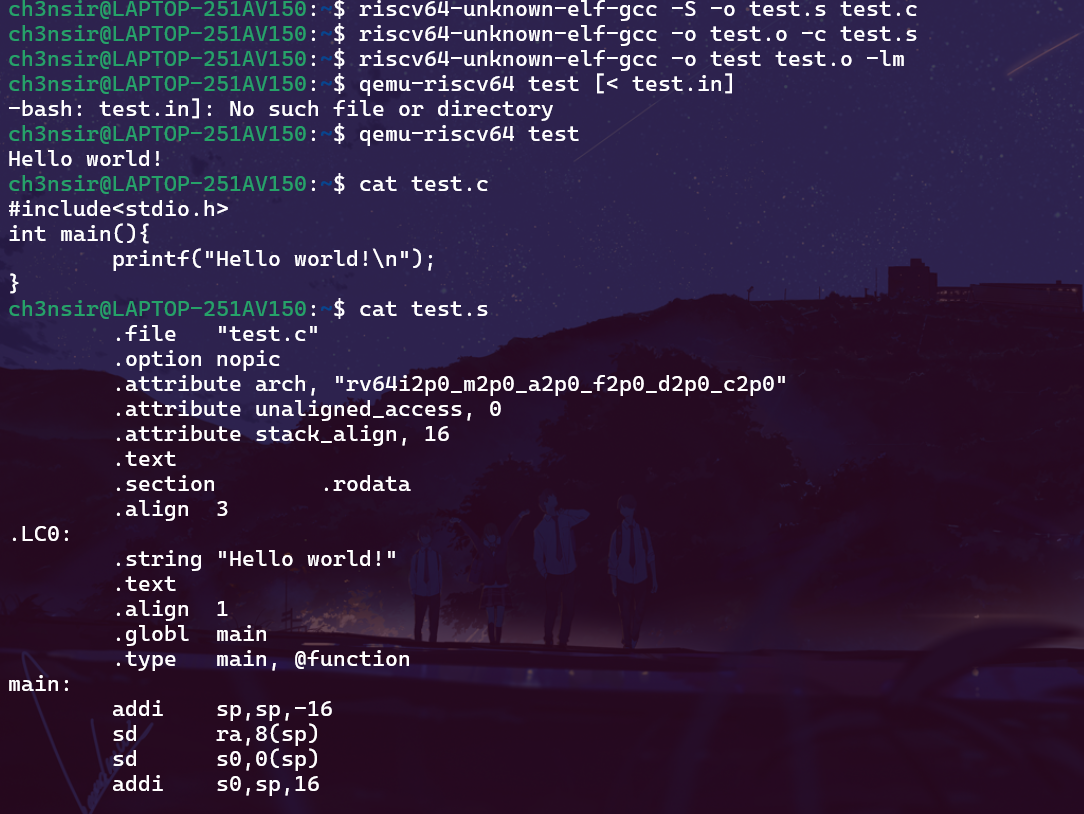 ch3nsir@LAPTOP-251AV150:~$ riscv64-unknown-elf-gcc -S -o test.s test.c
ch3nsir@LAPTOP-251AV150:~$ riscv64-unknown-elf-gcc -o test.o -c test.s
ch3nsir@LAPTOP-251AV150:~$ riscv64-unknown-elf-gcc -o test test.o -lm
ch3nsir@LAPTOP-251AV150:~$ qemu-riscv64 test [< test.in]
-bash: test.in]: No such file or directory
ch3nsir@LAPTOP-251AV150:~$ qemu-riscv64 test
Hello world!
ch3nsir@LAPTOP-251AV150:~$ cat test.c
#include<stdio.h>
int main(){
        printf("Hello world!\n");
}
ch3nsir@LAPTOP-251AV150:~$ cat test.s
        .file   "test.c"
        .option nopic
        .attribute arch, "rv64i2p0_m2p0_a2p0_f2p0_d2p0_c2p0"
        .attribute unaligned_access, 0
        .attribute stack_align, 16
        .text
        .section        .rodata
        .align  3
.LC0:
        .string "Hello world!"
        .text
        .align  1
        .globl  main
        .type   main, @function
main:
        addi    sp,sp,-16
        sd      ra,8(sp)
        sd      s0,0(sp)
        addi    s0,sp,16